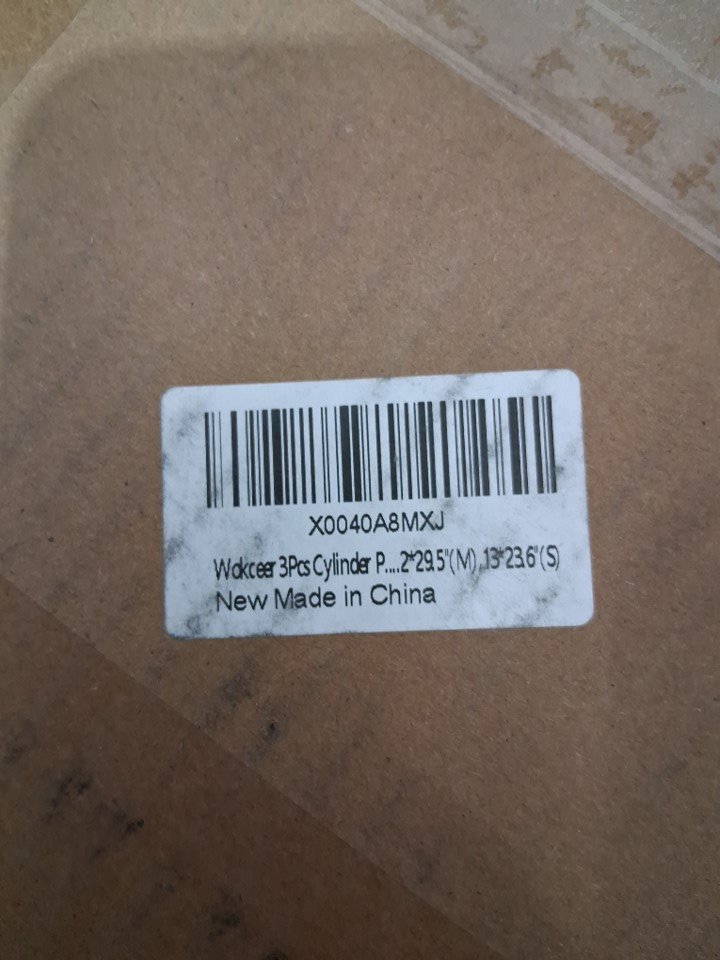 X0040A8MXJ
Wokceer 3Pcs Cylinder P....2*29.5"(M),13*23.6"(S)
New Made in China